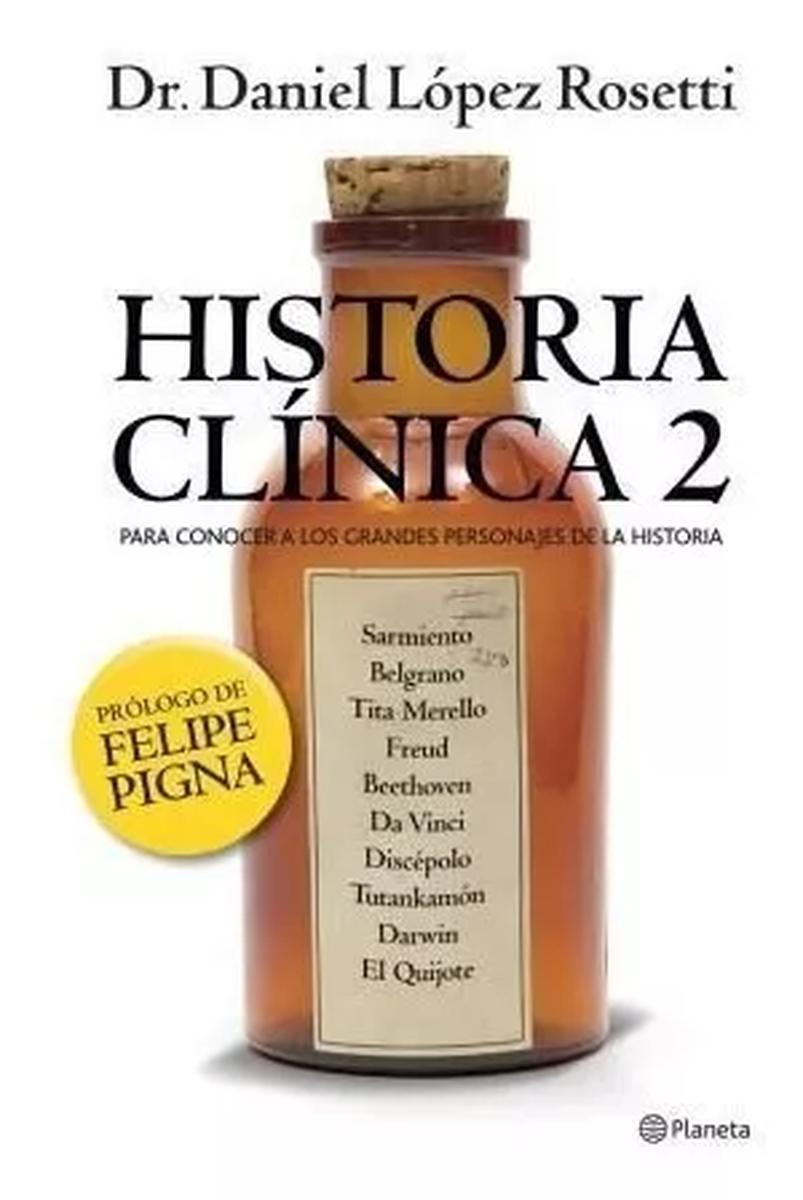 Dr. Daniel López Rosetti
HISTORIA
CLÍNICA 2
PARA CONOCER A LOS GRANDES PERSONAJES DE LA HISTORIA
Sarmiento
Belgrano
Tita Merello
Freud
Beethoven
Da Vinci
Discépolo
Tutankamón
Darwin
El Quijote
PRÓLOGO DE
FELIPE
PIGNA
Planeta